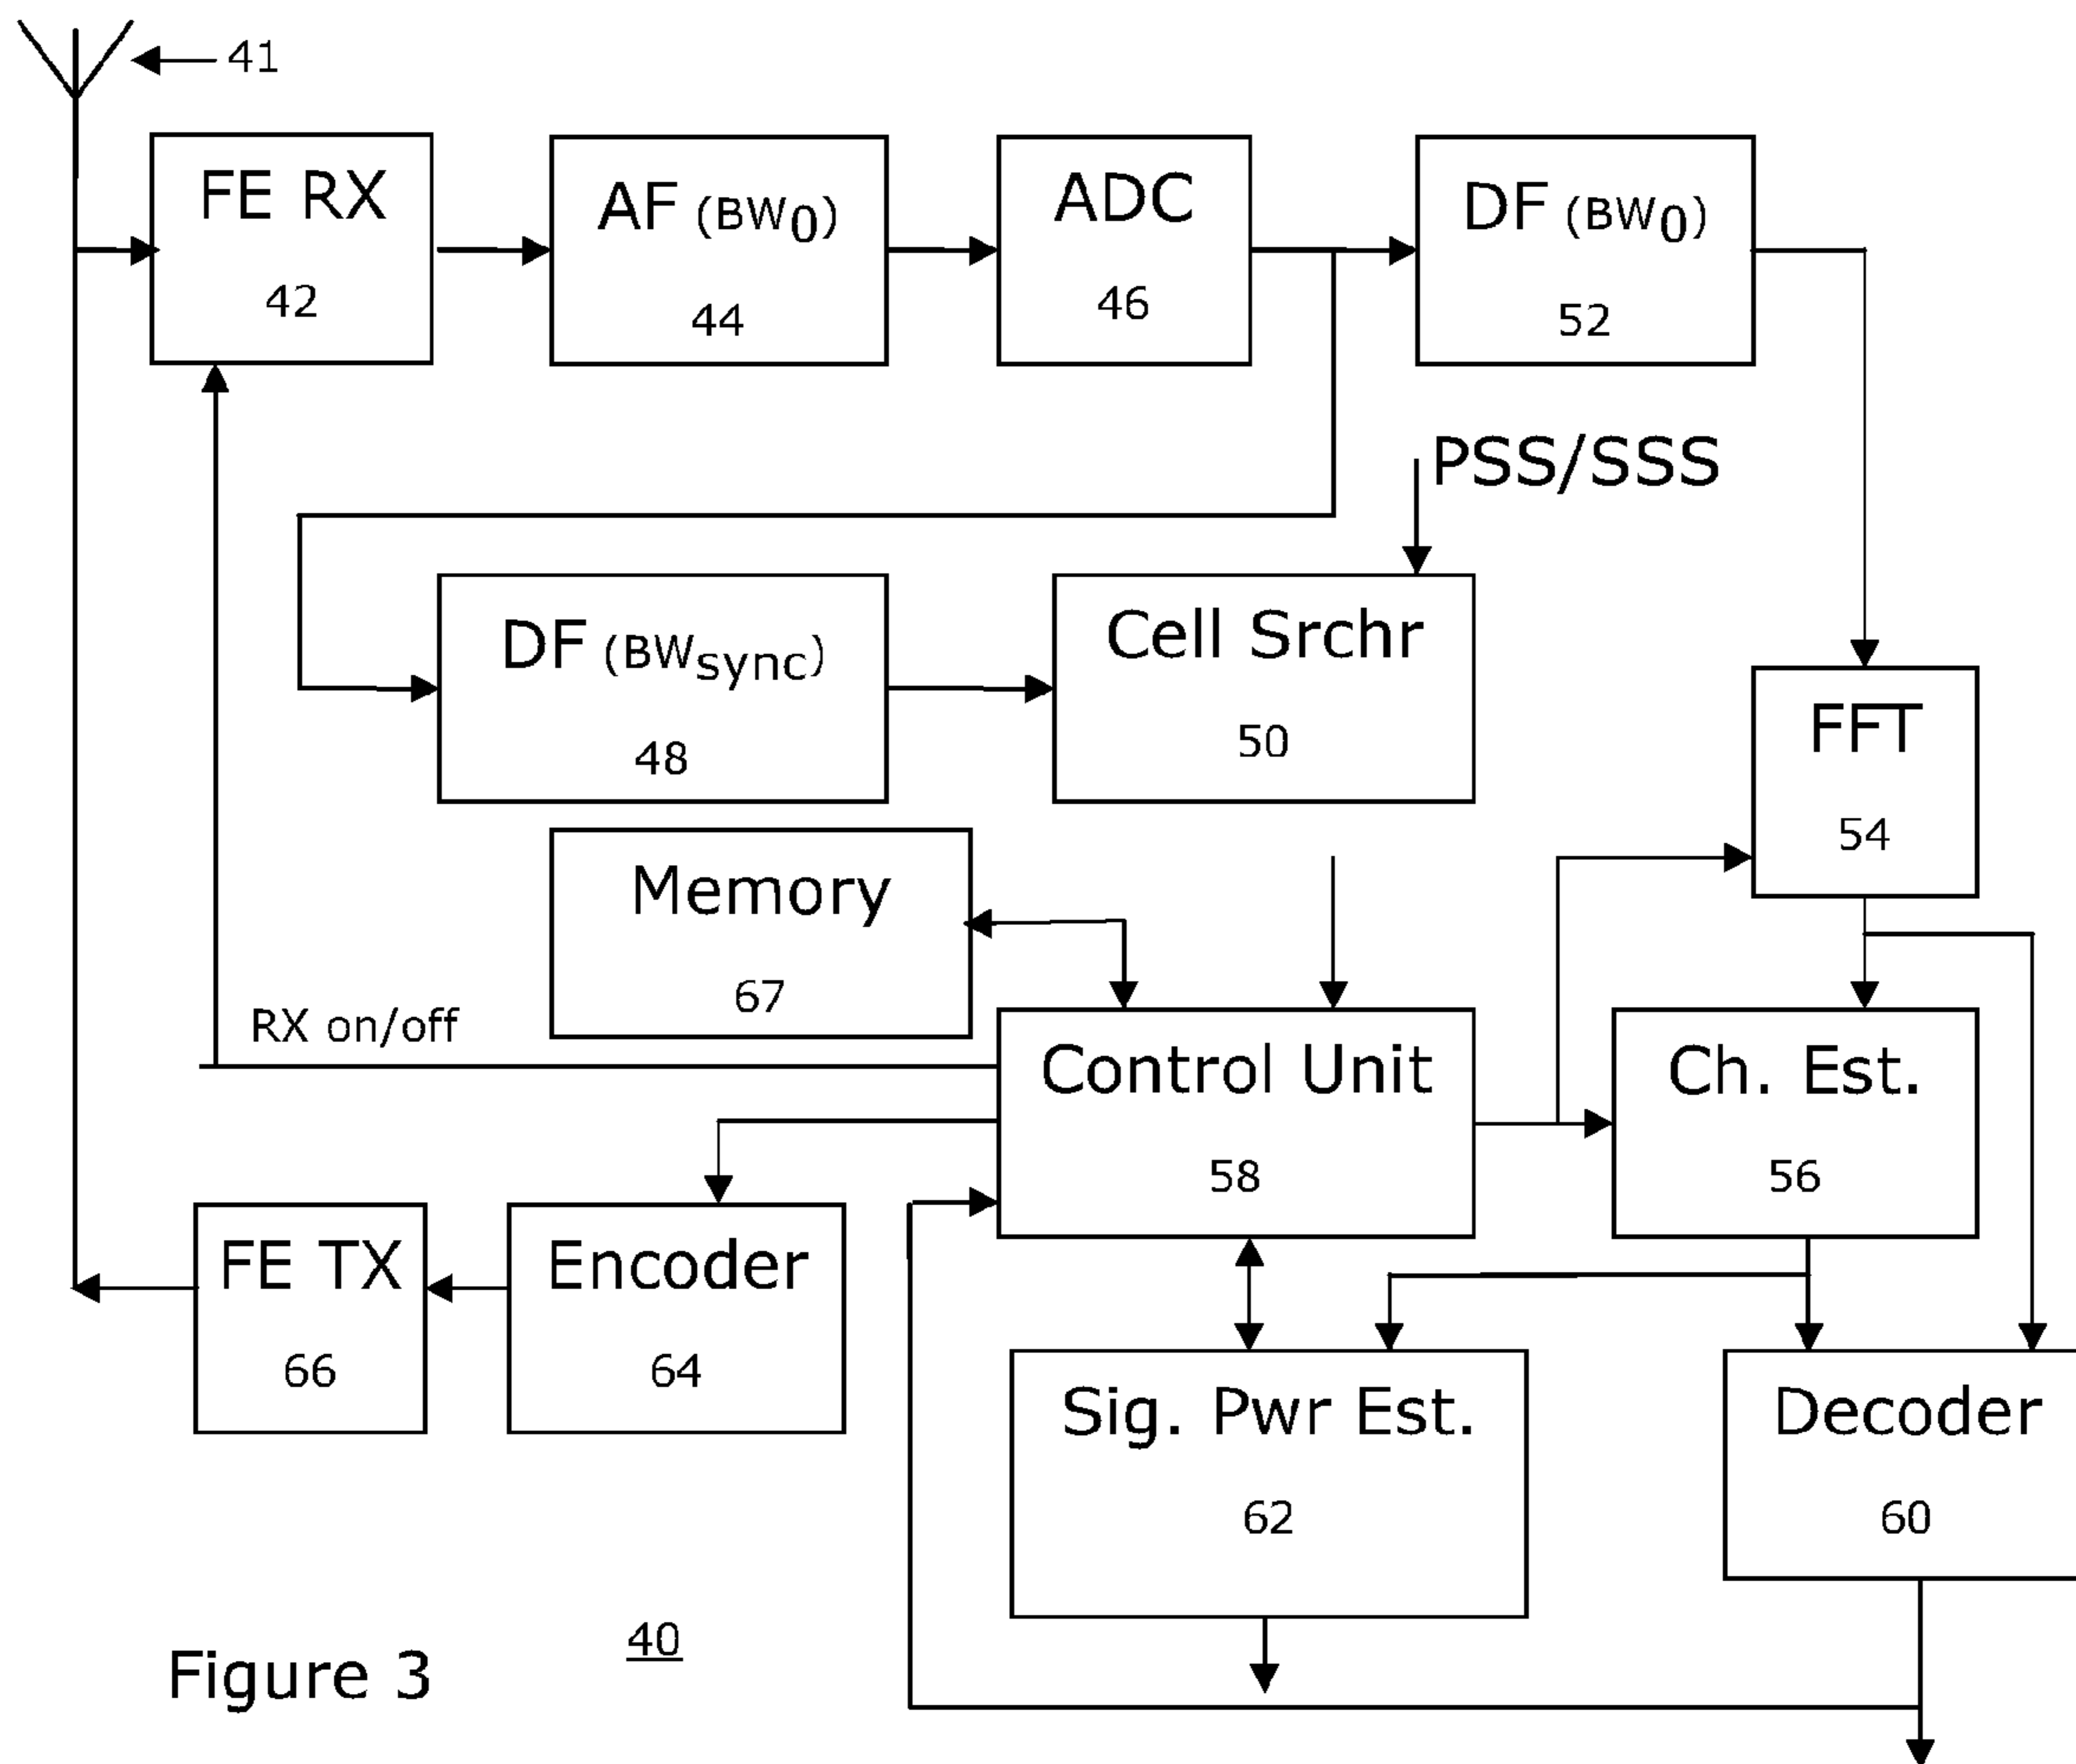 41
FE RX
42
AF (BW0)
44
ADC
46
DF (BW0)
52
PSS/SSS
DF (BWsync)
48
Cell Srchr
50
FFT
54
Memory
67
RX on/off
Control Unit
58
Ch. Est.
56
FE TX
66
Encoder
64
Sig. Pwr Est.
62
Decoder
60
40
Figure 3